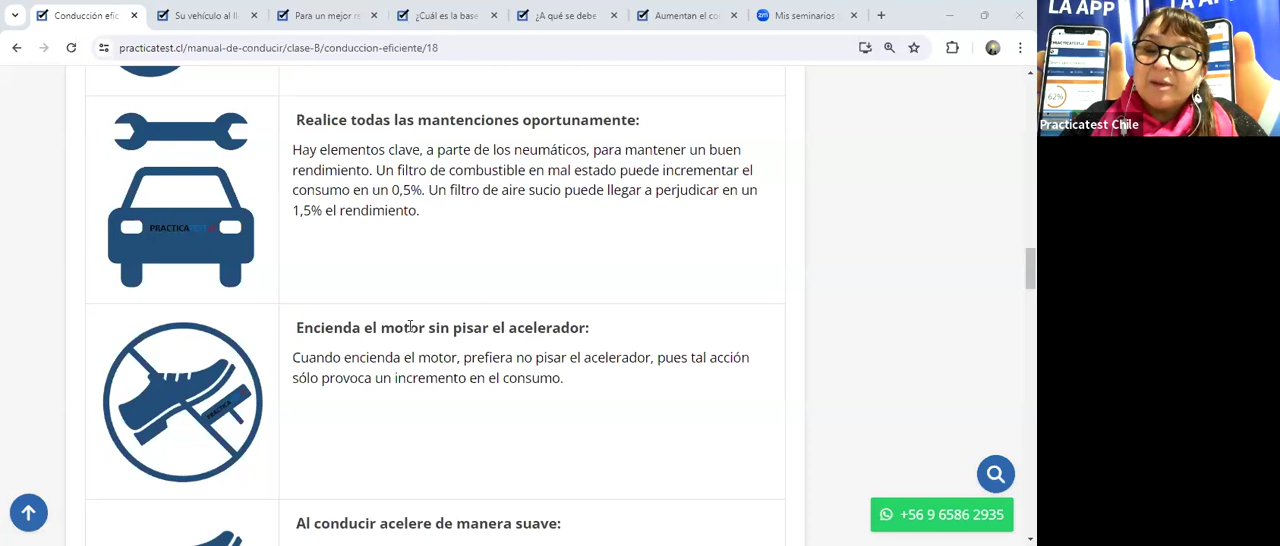 Conducción efic
Su vehículo al ll
Para un mejor re
¿Cuál es la base
¿A qué se debe
Aumentan el co
zm Mis seminarios
practicatest.cl/manual-de-conducir/clase-B/conduccion-eficiente/18
Realice todas las mantenciones oportunamente:
Hay elementos clave, a parte de los neumáticos, para mantener un buen
rendimiento. Un filtro de combustible en mal estado puede incrementar el
consumo en un 0,5%. Un filtro de aire sucio puede llegar a perjudicar en un
1,5% el rendimiento.
PRACTICATEST
Encienda el motor sin pisar el acelerador:
Cuando encienda el motor, prefiera no pisar el acelerador, pues tal acción
sólo provoca un incremento en el consumo.
PRACTICA
Al conducir acelere de manera suave:
+56 9 6586 2935
LA APP
LA APP
62%
Practicatest Chile